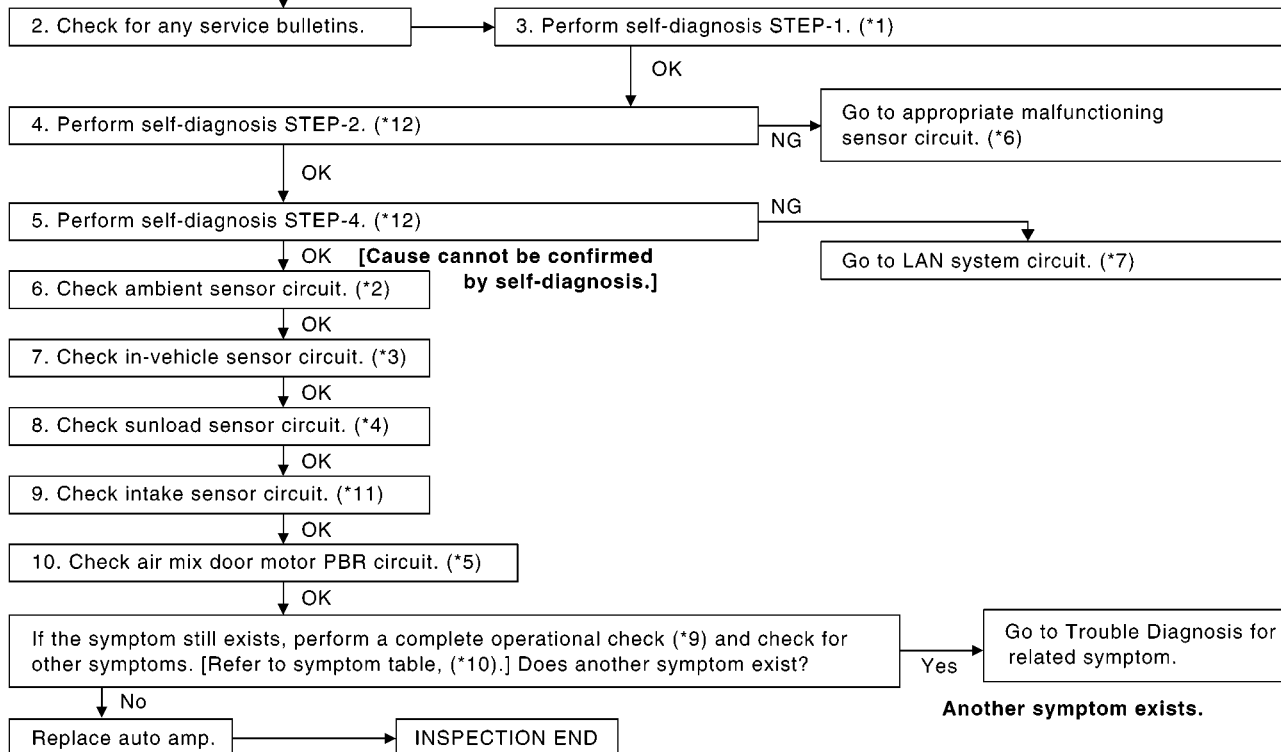 2. Check for any service bulletins.
3. Perform self-diagnosis STEP-1. (*1)
OK
4. Perform self-diagnosis STEP-2. (*12)
NG
Go to appropriate malfunctioning
sensor circuit. (*6)
OK
5. Perform self-diagnosis STEP-4. (*12)
NG
Go to LAN system circuit. (*7)
OK
[Cause cannot be confirmed
by self-diagnosis.]
6. Check ambient sensor circuit. (*2)
OK
7. Check in-vehicle sensor circuit. (*3)
OK
8. Check sunload sensor circuit. (*4)
OK
9. Check intake sensor circuit. (*11)
OK
10. Check air mix door motor PBR circuit. (*5)
OK
If the symptom still exists, perform a complete operational check (*9) and check for
other symptoms. [Refer to symptom table, (*10).] Does another symptom exist?
Yes
Go to Trouble Diagnosis for
related symptom.
Another symptom exists.
No
Replace auto amp.
INSPECTION END